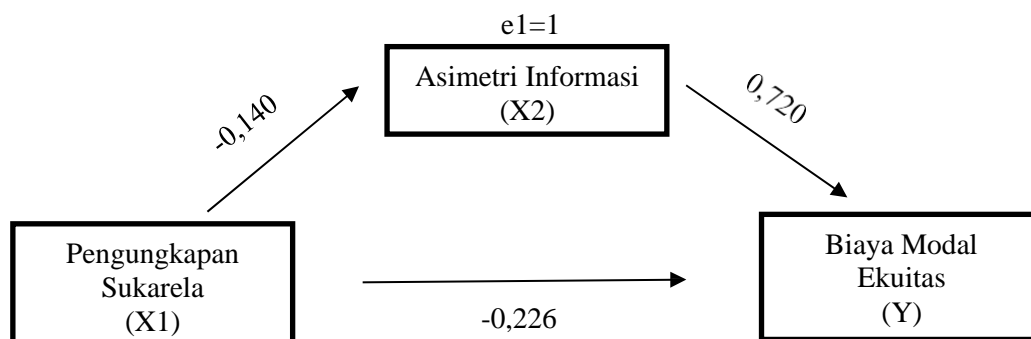 e1=1
Asimetri Informasi
(X2)
-0,140
0,720
Pengungkapan
Sukarela
(X1)
-0,226
Biaya Modal
Ekuitas
(Y)